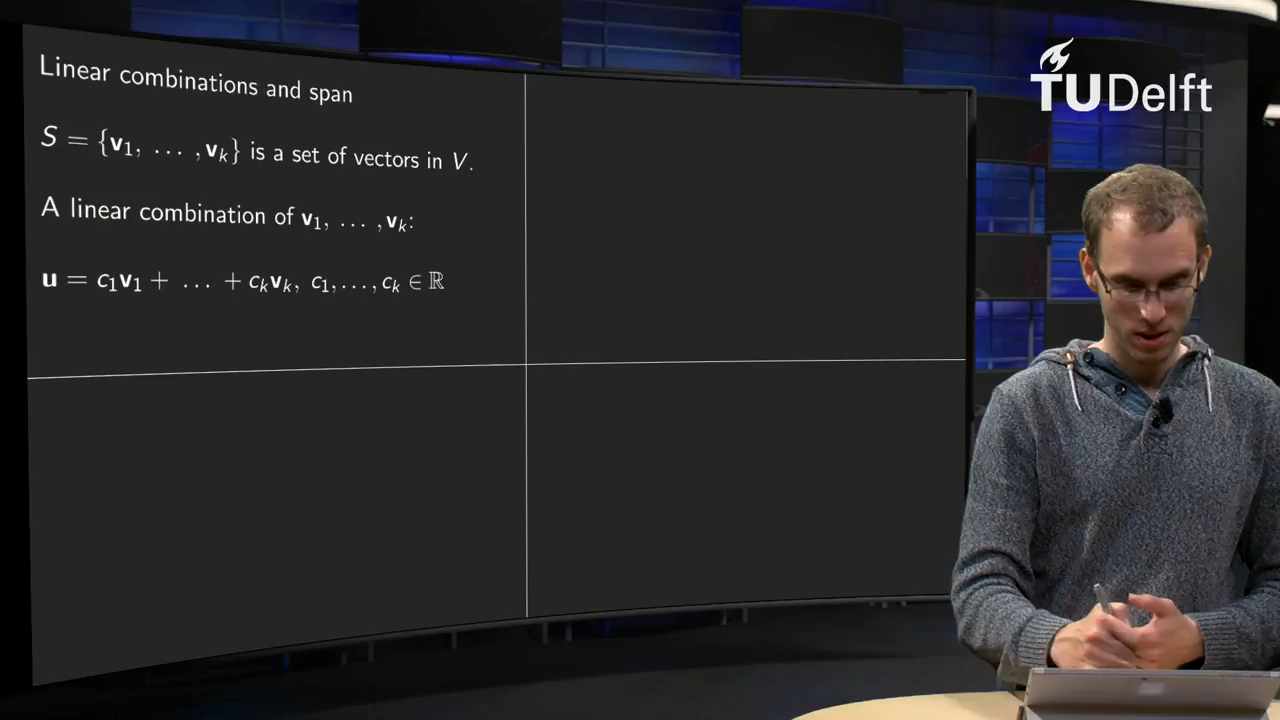 Linear combinations and span
S = {v₁, … , vₖ} is a set of vectors in V.
A linear combination of v₁, … , vₖ:
u = c₁v₁ + … + cₖvₖ, c₁,…, cₖ ∈ ℝ
TUDelft